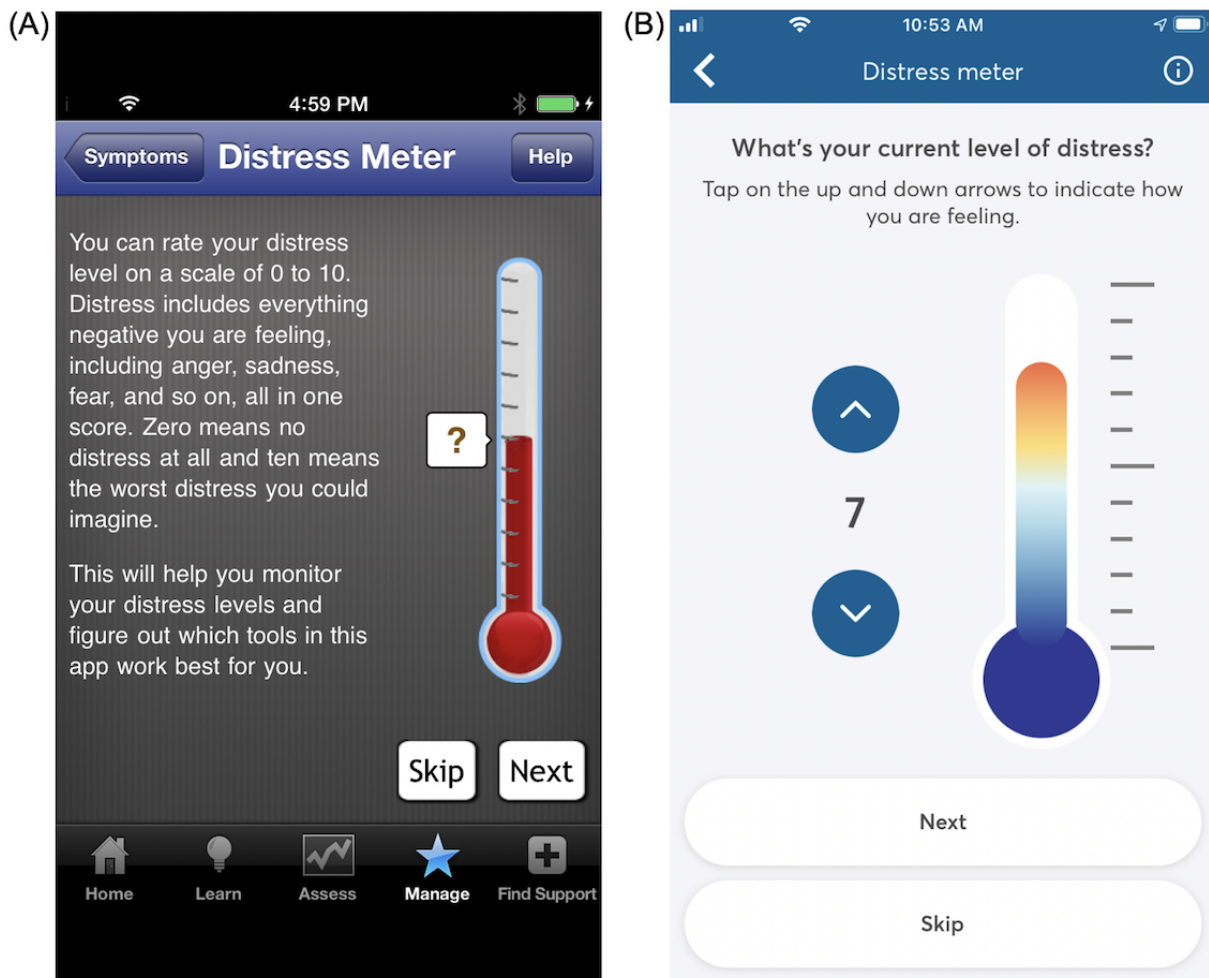 (A)
4:59 PM
Symptoms
Distress Meter
Help
You can rate your distress
level on a scale of 0 to 10.
Distress includes everything
negative you are feeling,
including anger, sadness,
fear, and so on, all in one
score. Zero means no
distress at all and ten means
the worst distress you could
imagine.
This will help you monitor
your distress levels and
figure out which tools in this
app work best for you.
?
Skip
Next
Home
Learn
Assess
Manage
Find Support
(B)
10:53 AM
Distress meter
What's your current level of distress?
Tap on the up and down arrows to indicate how
you are feeling.
7
Next
Skip